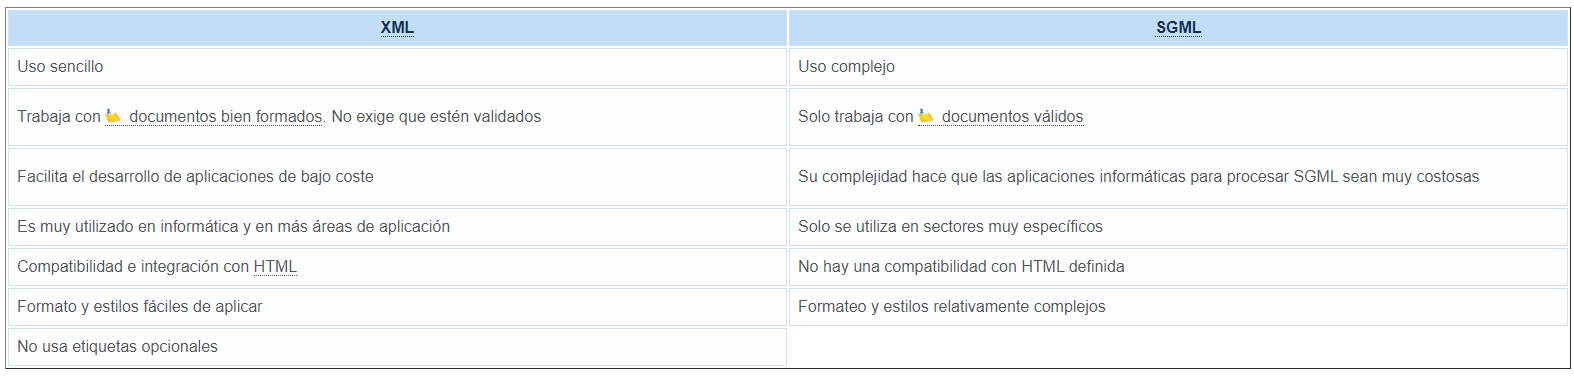 XML SGML
Uso sencillo Uso complejo
Trabaja con documentos bien formados. No exige que estén validados Solo trabaja con documentos válidos
Facilita el desarrollo de aplicaciones de bajo coste Su complejidad hace que las aplicaciones informáticas para procesar SGML sean muy costosas
Es muy utilizado en informática y en más áreas de aplicación Solo se utiliza en sectores muy específicos
Compatibilidad e integración con HTML No hay una compatibilidad con HTML definida
Formato y estilos fáciles de aplicar Formateo y estilos relativamente complejos
No usa etiquetas opcionales